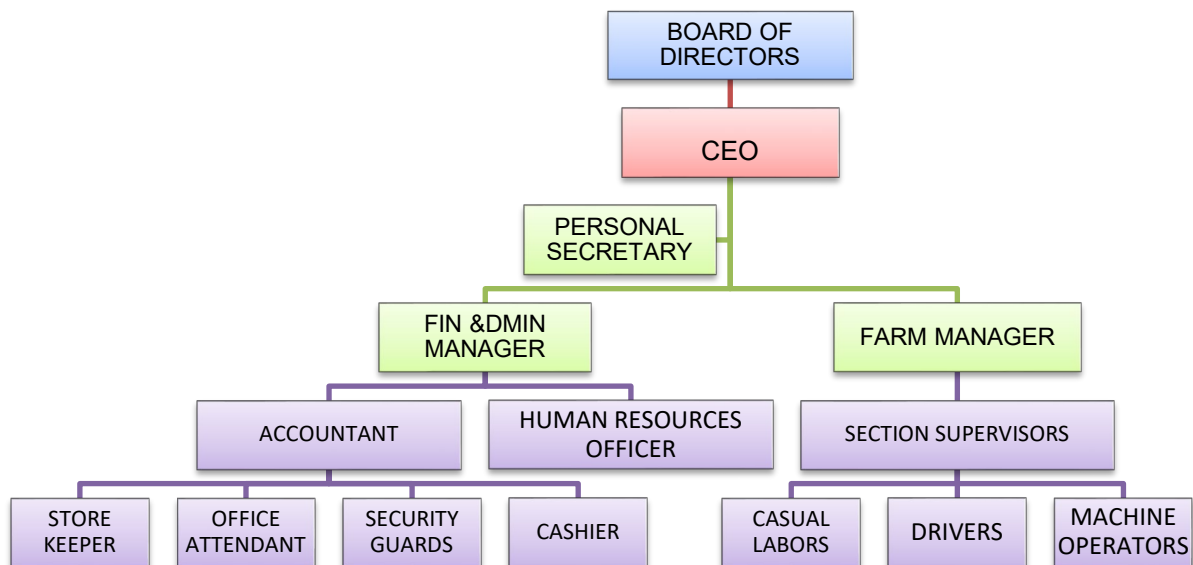 BOARD OF
DIRECTORS
CEO
PERSONAL
SECRETARY
FIN &DMIN
MANAGER
FARM MANAGER
ACCOUNTANT
HUMAN RESOURCES
OFFICER
SECTION SUPERVISORS
STORE
KEEPER
OFFICE
ATTENDANT
SECURITY
GUARDS
CASHIER
CASUAL
LABORS
DRIVERS
MACHINE
OPERATORS